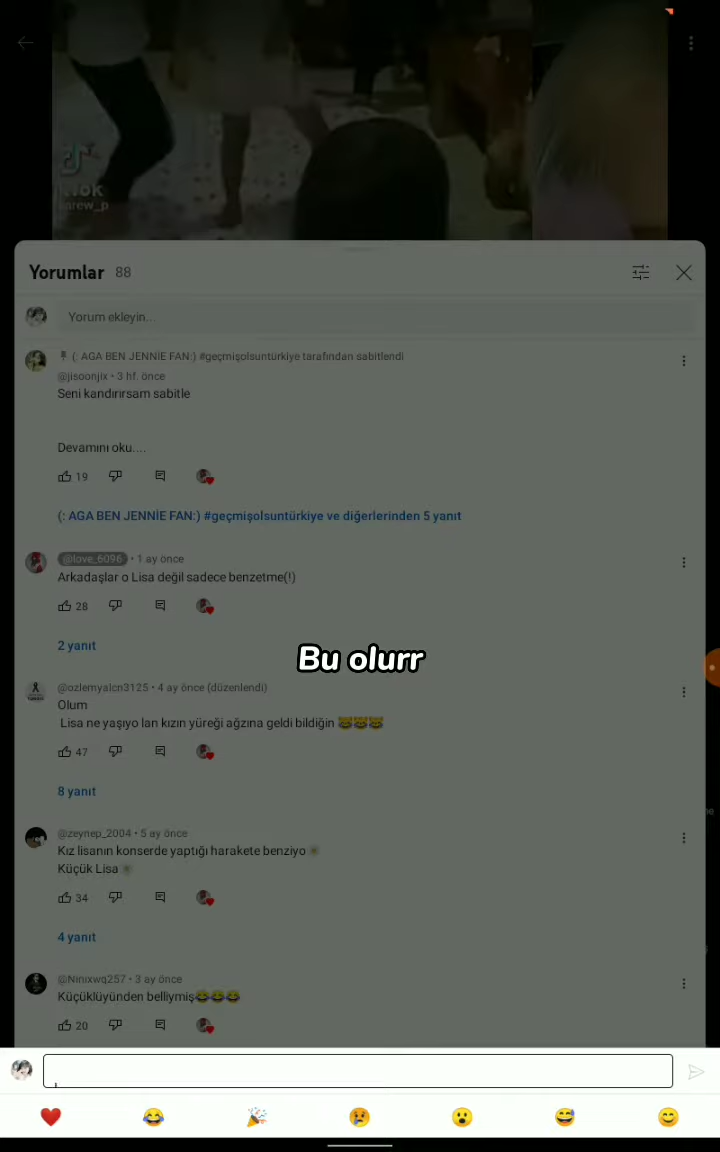 Yorumlar 88
Yorum ekleyin...
(: AGA BEN JENNİE FAN:) #geçmişolsuntürkiye tarafından sabitlendi
@jisoonjix • 3 hf. önce
Seni kandırırsam sabitle
Devamını oku....
19
(: AGA BEN JENNİE FAN:) #geçmişolsuntürkiye ve diğerlerinden 5 yanıt
@love_6096 • 1 ay önce
Arkadaşlar o Lisa değil sadece benzetme(!)
28
2 yanıt
Bu olurr
@ozlemyalcn3125 • 4 ay önce (düzenlendi)
Olum
Lisa ne yaşıyo lan kızın yüreği ağzına geldi bildiğin 😹😹😹
47
8 yanıt
@zeynep_2004 • 5 ay önce
Kız lisanın konserde yaptığı harakete benziyo
Küçük Lisa
34
4 yanıt
@Ninixwq257 • 3 ay önce
Küçüklüyünden belliymiş😂😂😂
20